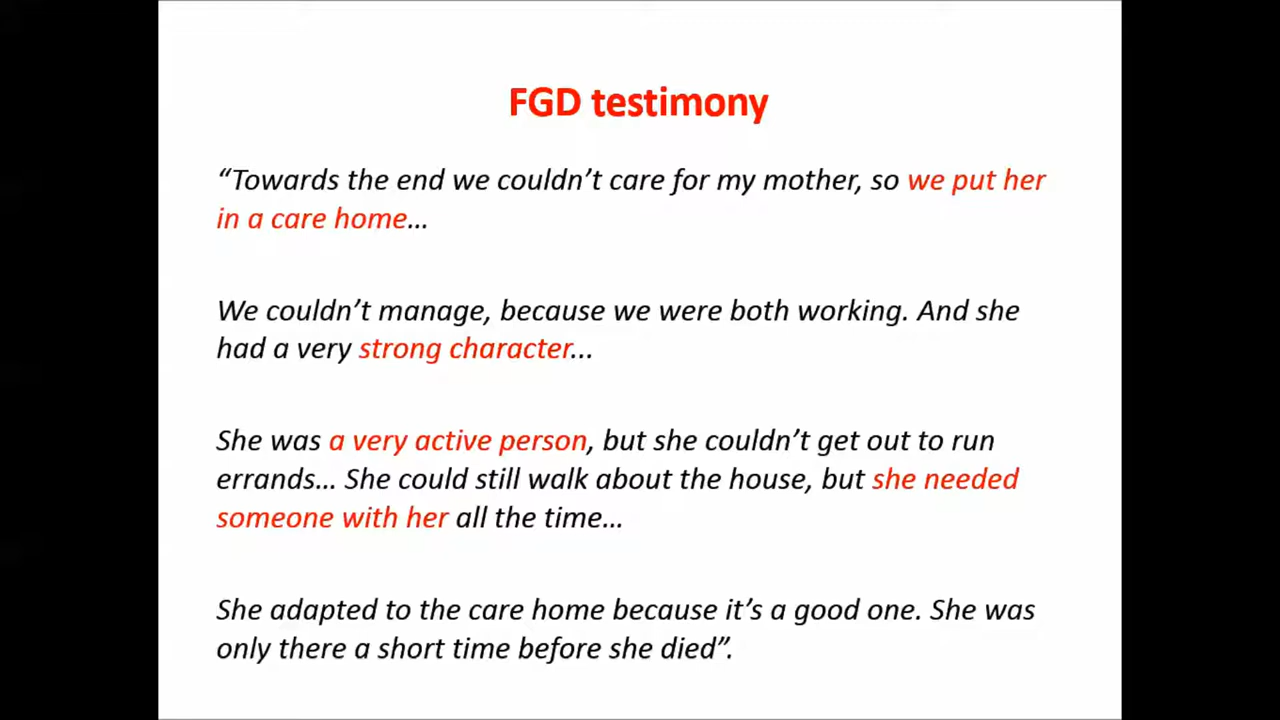 FGD testimony
“Towards the end we couldn’t care for my mother, so we put her
in a care home…
We couldn’t manage, because we were both working. And she
had a very strong character...
She was a very active person, but she couldn’t get out to run
errands… She could still walk about the house, but she needed
someone with her all the time…
She adapted to the care home because it’s a good one. She was
only there a short time before she died”.